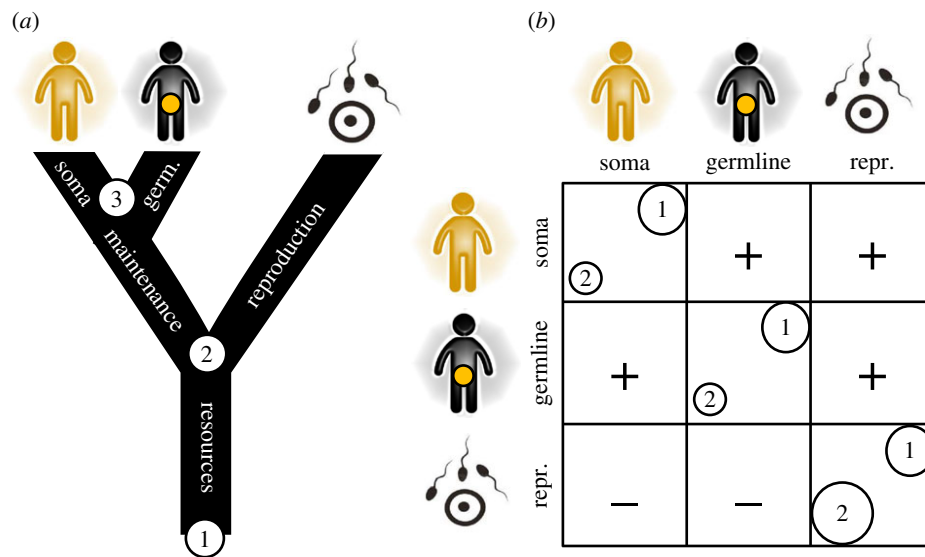 (a)
(b)
soma
germline
repr.
soma
germ.
3
maintenance
reproduction
2
resources
1
soma
1
2
+
+
germline
+
1
2
+
repr.
−
−
1
2